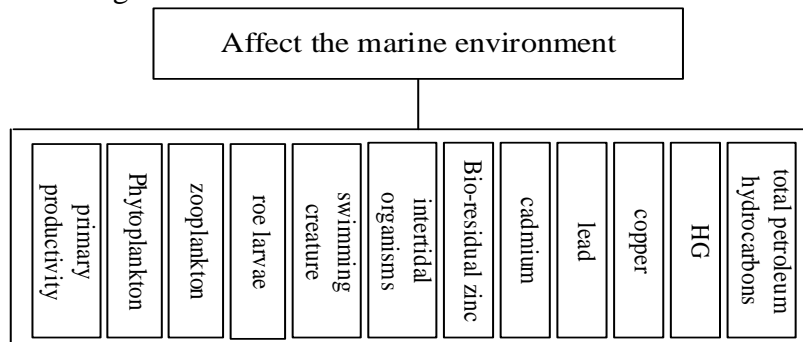 Affect the marine environment
primary
productivity
Phytoplankton
zooplankton
roe larvae
swimming
creature
intertidal
organisms
Bio-residual zinc
cadmium
lead
copper
HG
total petroleum
hydrocarbons